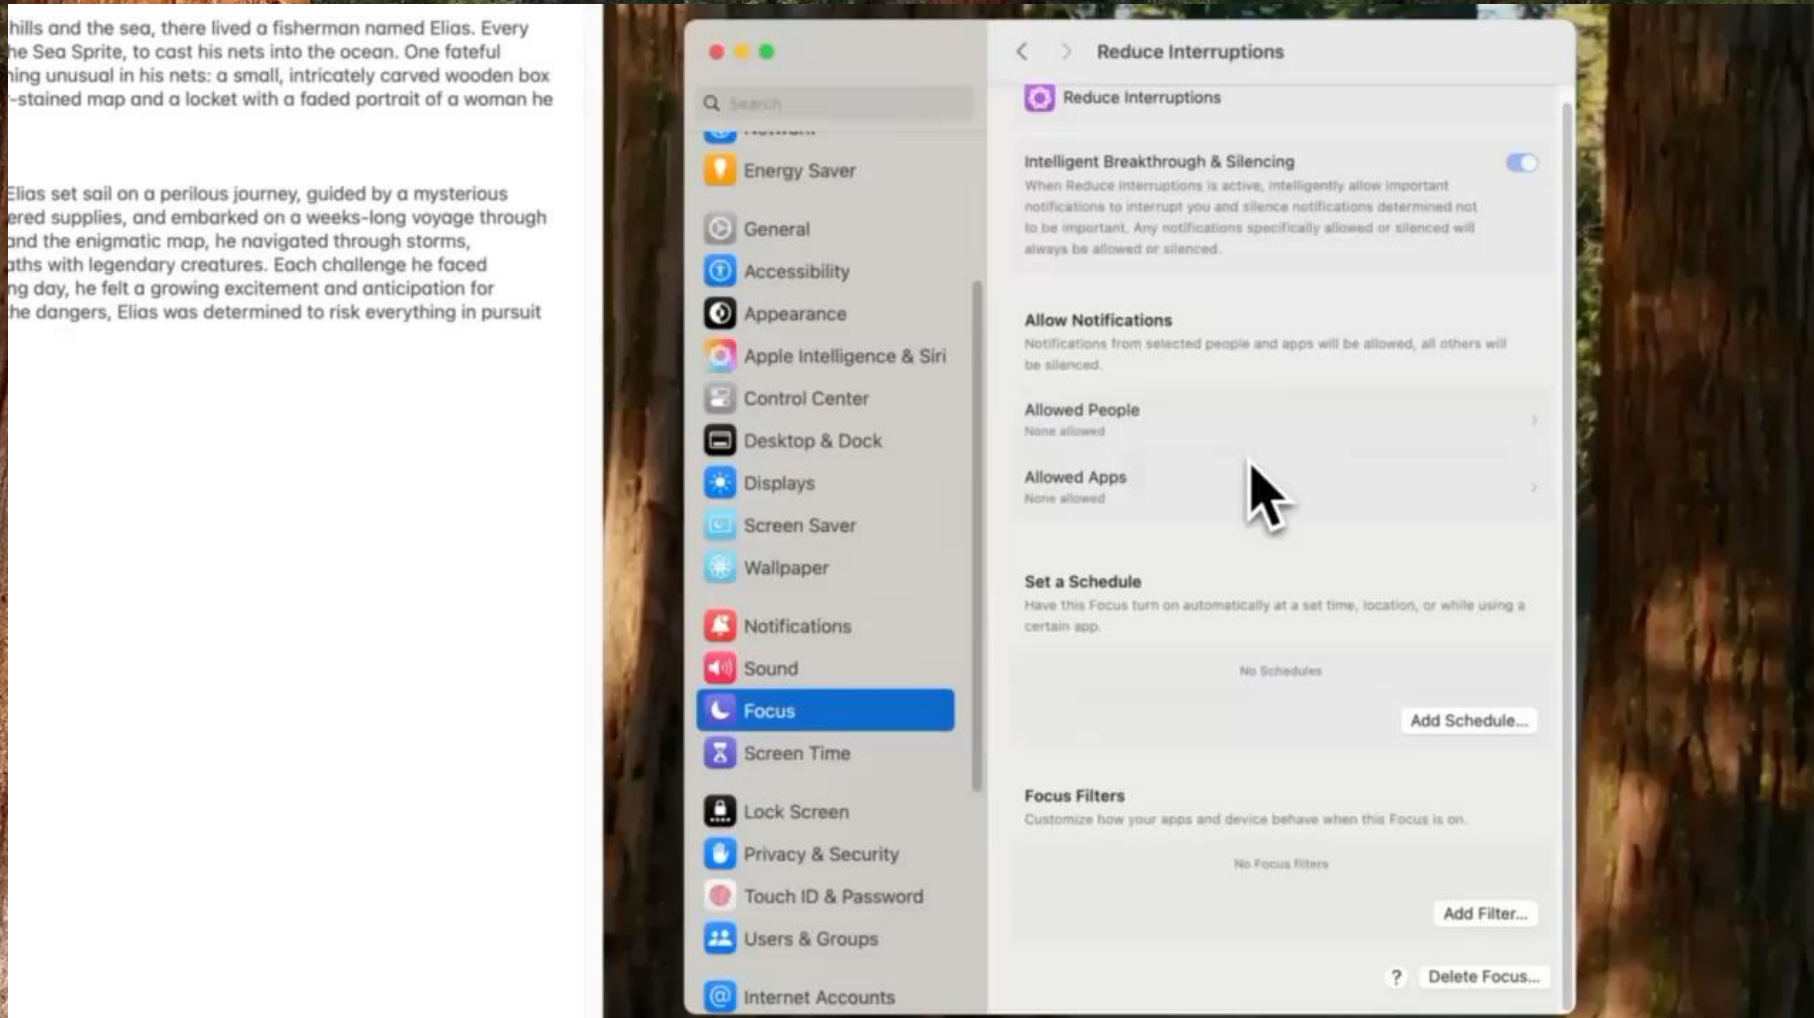 hills and the sea, there lived a fisherman named Elias. Every
he Sea Sprite, to cast his nets into the ocean. One fateful
ning unusual in his nets: a small, intricately carved wooden box
-stained map and a locket with a faded portrait of a woman he
Elias set sail on a perilous journey, guided by a mysterious
ered supplies, and embarked on a weeks-long voyage through
and the enigmatic map, he navigated through storms,
aths with legendary creatures. Each challenge he faced
ng day, he felt a growing excitement and anticipation for
he dangers, Elias was determined to risk everything in pursuit
Search
Network
Energy Saver
General
Accessibility
Appearance
Apple Intelligence & Siri
Control Center
Desktop & Dock
Displays
Screen Saver
Wallpaper
Notifications
Sound
Focus
Screen Time
Lock Screen
Privacy & Security
Touch ID & Password
Users & Groups
Internet Accounts
Reduce Interruptions
Reduce Interruptions
Intelligent Breakthrough & Silencing
When Reduce Interruptions is active, intelligently allow important
notifications to interrupt you and silence notifications determined not
to be important. Any notifications specifically allowed or silenced will
always be allowed or silenced.
Allow Notifications
Notifications from selected people and apps will be allowed, all others will
be silenced.
Allowed People
None allowed
Allowed Apps
None allowed
Set a Schedule
Have this Focus turn on automatically at a set time, location, or while using a
certain app.
No Schedules
Add Schedule...
Focus Filters
Customize how your apps and device behave when this Focus is on.
No Focus filters
Add Filter...
?
Delete Focus...